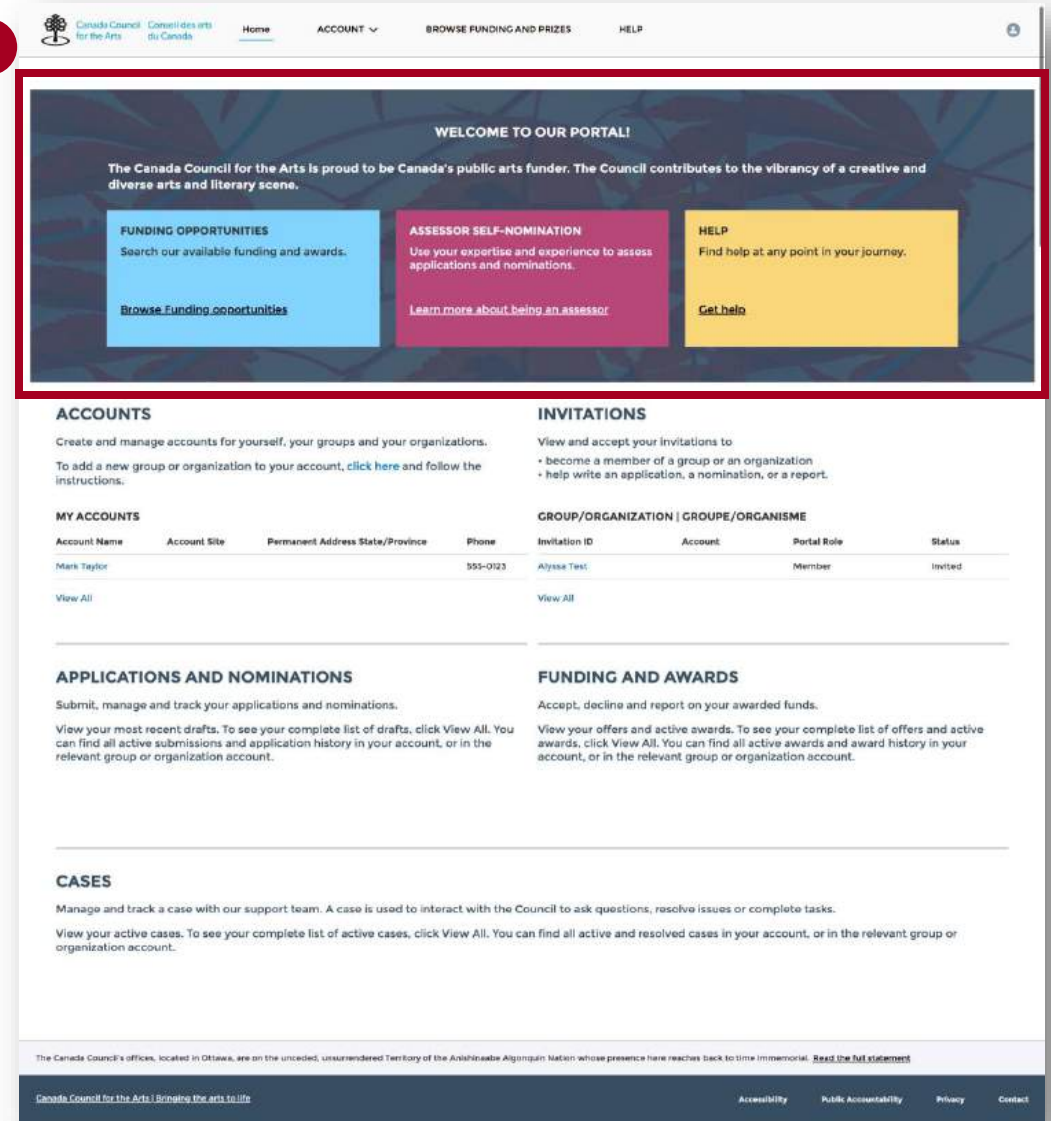 Canada Council Conseil des arts
for the Arts du Canada
Home ACCOUNT BROWSE FUNDING AND PRIZES HELP
WELCOME TO OUR PORTAL!
The Canada Council for the Arts is proud to be Canada's public arts funder. The Council contributes to the vibrancy of a creative and
diverse arts and literary scene.
FUNDING OPPORTUNITIES
Search our available funding and awards.
Browse Funding opportunities
ASSESSOR SELF-NOMINATION
Use your expertise and experience to assess
applications and nominations.
Learn more about being an assessor
HELP
Find help at any point in your journey.
Get help
ACCOUNTS
Create and manage accounts for yourself, your groups and your organizations.
To add a new group or organization to your account, click here and follow the
instructions.
MY ACCOUNTS
Account Name Account Site Permanent Address State/Province Phone
Mark Taylor 555-0123
View All
INVITATIONS
View and accept your invitations to
• become a member of a group or an organization
• help write an application, a nomination, or a report.
GROUP/ORGANIZATION | GROUPE/ORGANISME
Invitation ID Account Portal Role Status
Alyssa Test Member Invited
View All
APPLICATIONS AND NOMINATIONS
Submit, manage and track your applications and nominations.
View your most recent drafts. To see your complete list of drafts, click View All. You
can find all active submissions and application history in your account, or in the
relevant group or organization account.
FUNDING AND AWARDS
Accept, decline and report on your awarded funds.
View your offers and active awards. To see your complete list of offers and active
awards, click View All. You can find all active awards and award history in your
account, or in the relevant group or organization account.
CASES
Manage and track a case with our support team. A case is used to interact with the Council to ask questions, resolve issues or complete tasks.
View your active cases. To see your complete list of active cases, click View All. You can find all active and resolved cases in your account, or in the relevant group or
organization account.
The Canada Council's offices, located in Ottawa, are on the unceded, unsurrendered Territory of the Anishinaabe Algonquin Nation whose presence here reaches back to time immemorial. Read the full statement
Canada Council for the Arts | Bringing the arts to life
Accessibility Public Accountability Privacy Contact